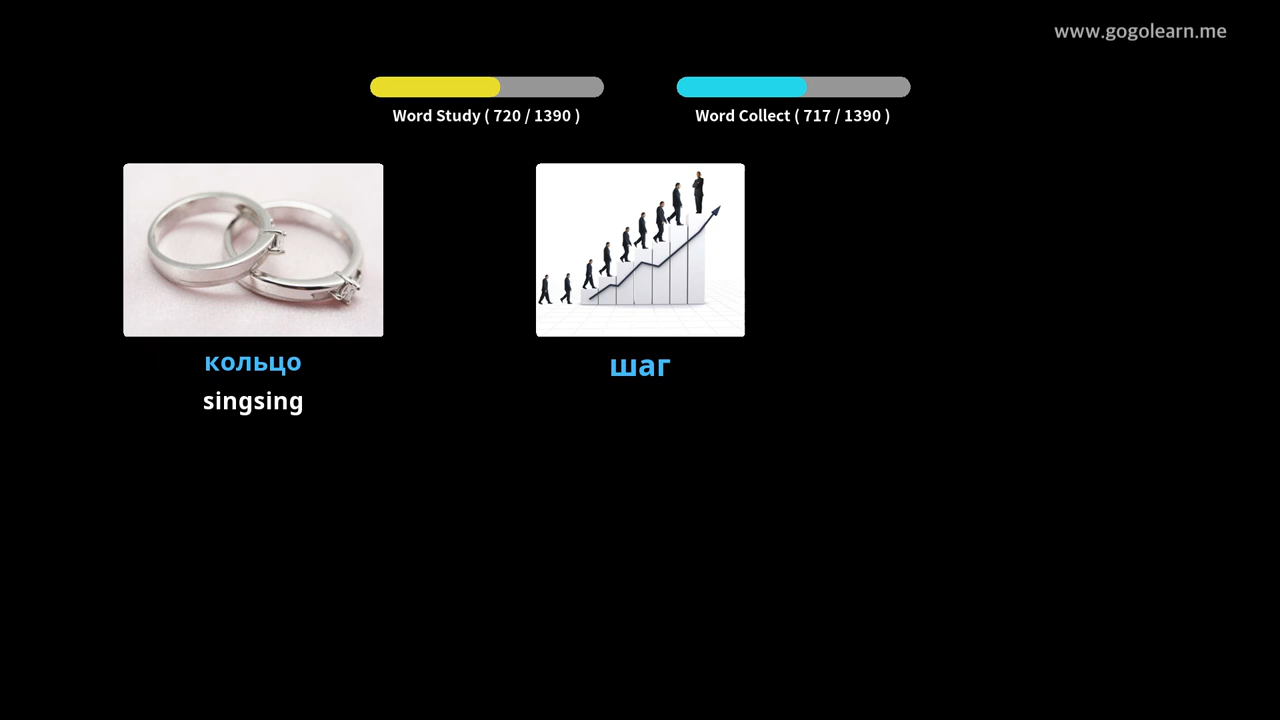 www.gogolearn.me
Word Study ( 720 / 1390 )
Word Collect ( 717 / 1390 )
кольцо
singsing
шаг